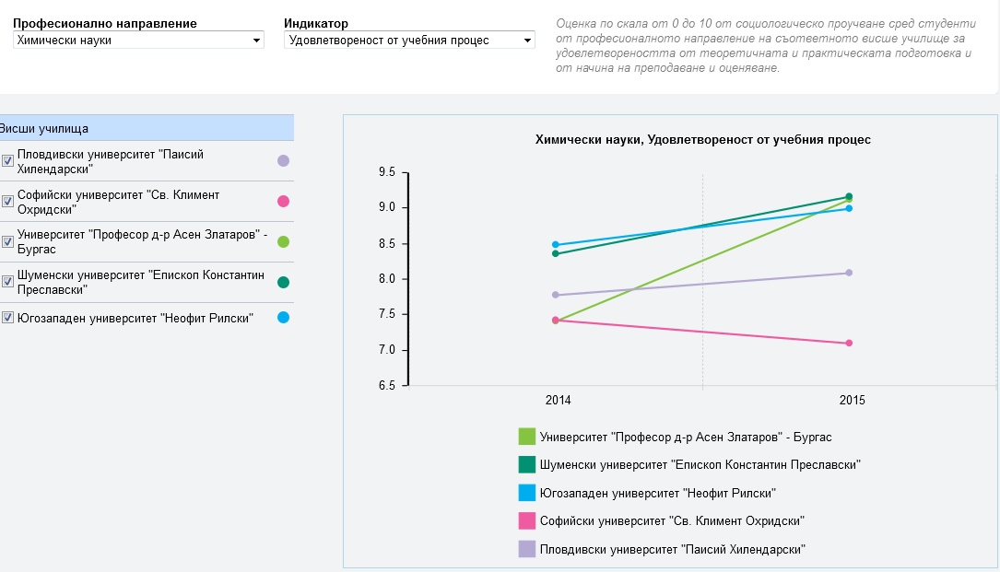 Професионално направление
Химически науки
Индикатор
Удовлетвореност от учебния процес
Оценка по скала от 0 до 10 от социологическо проучване сред студенти
от професионалното направление на съответното висше училище за
удовлетвореността от теоретичната и практическата подготовка и
от начина на преподаване и оценяване.
Висши училища
Пловдивски университет "Паисий
Хилендарски"
Софийски университет "Св. Климент
Охридски"
Университет "Професор д-р Асен Златаров" -
Бургас
Шуменски университет "Епископ Константин
Преславски"
Югозападен университет "Неофит Рилски"
Химически науки, Удовлетвореност от учебния процес
9.5
9.0
8.5
8.0
7.5
7.0
6.5
2014
2015
Университет "Професор д-р Асен Златаров" - Бургас
Шуменски университет "Епископ Константин Преславски"
Югозападен университет "Неофит Рилски"
Софийски университет "Св. Климент Охридски"
Пловдивски университет "Паисий Хилендарски"